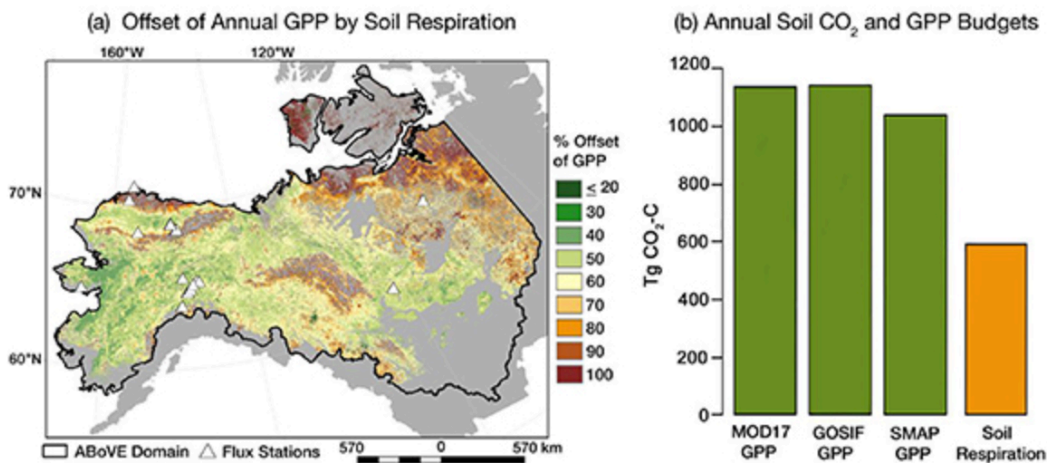 (a) Offset of Annual GPP by Soil Respiration
160°W
120°W
70°N
60°N
% Offset
of GPP
≤ 20
30
40
50
60
70
80
90
100
ABoVE Domain
Flux Stations
570
0
570 km
(b) Annual Soil CO₂ and GPP Budgets
Tg CO₂-C
1200
1000
800
600
400
200
0
MOD17
GPP
GOSIF
GPP
SMAP
GPP
Soil
Respiration